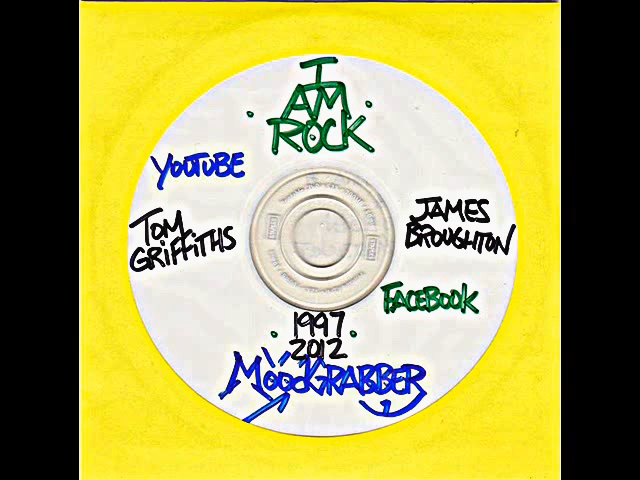 I
AM
ROCK
YOUTUBE
TOM
GRIFFITHS
JAMES
BROUGHTON
FACEBOOK
1997
2012
MOODGRABBER